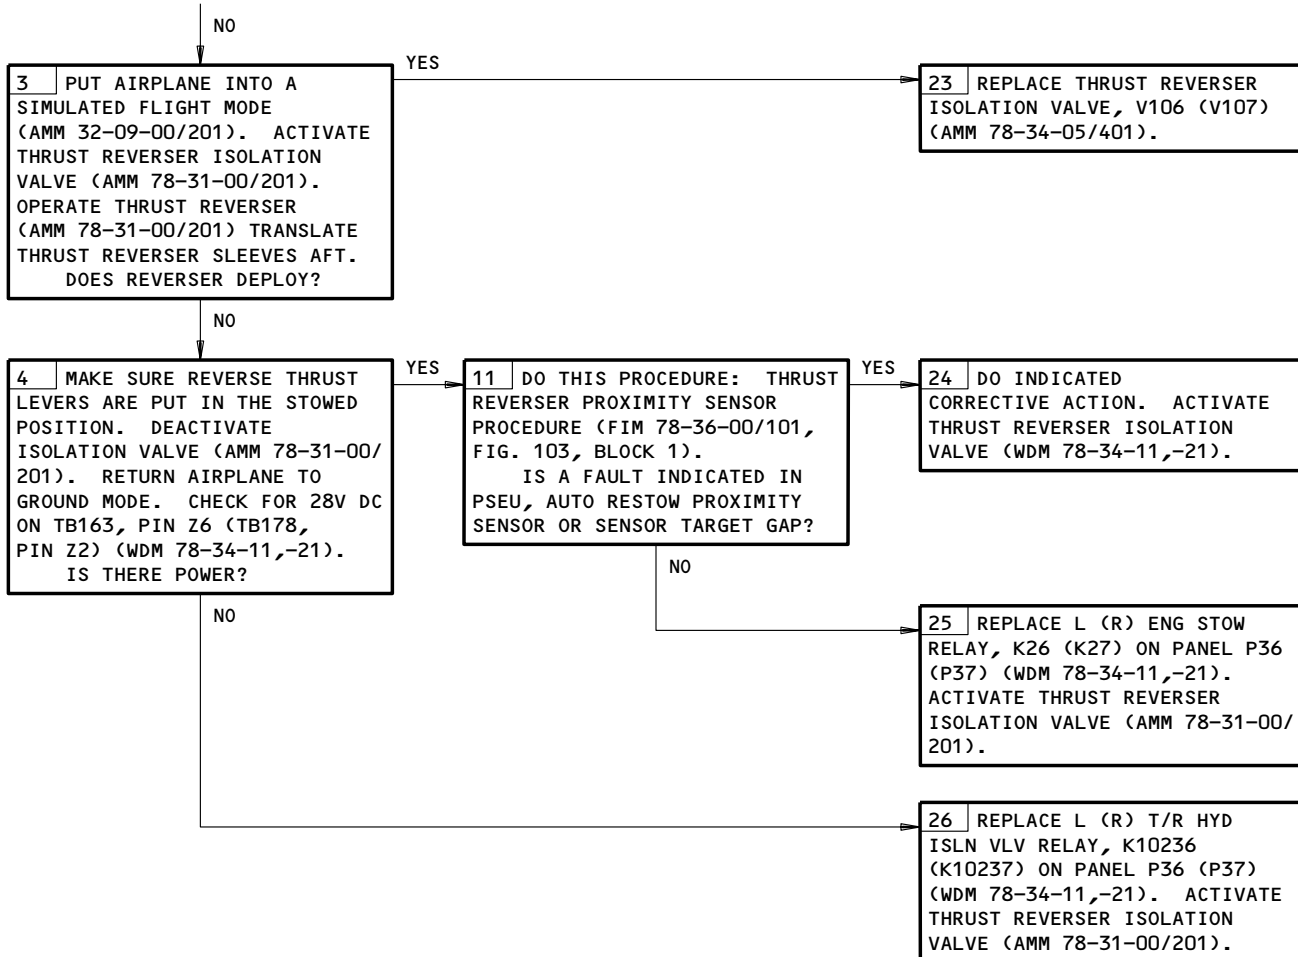 NO
3 PUT AIRPLANE INTO A
SIMULATED FLIGHT MODE
(AMM 32-09-00/201). ACTIVATE
THRUST REVERSER ISOLATION
VALVE (AMM 78-31-00/201).
OPERATE THRUST REVERSER
(AMM 78-31-00/201) TRANSLATE
THRUST REVERSER SLEEVES AFT.
DOES REVERSER DEPLOY?
YES
23 REPLACE THRUST REVERSER
ISOLATION VALVE, V106 (V107)
(AMM 78-34-05/401).
NO
4 MAKE SURE REVERSE THRUST
LEVERS ARE PUT IN THE STOWED
POSITION. DEACTIVATE
ISOLATION VALVE (AMM 78-31-00/
201). RETURN AIRPLANE TO
GROUND MODE. CHECK FOR 28V DC
ON TB163, PIN Z6 (TB178,
PIN Z2) (WDM 78-34-11,-21).
IS THERE POWER?
YES
11 DO THIS PROCEDURE: THRUST
REVERSER PROXIMITY SENSOR
PROCEDURE (FIM 78-36-00/101,
FIG. 103, BLOCK 1).
IS A FAULT INDICATED IN
PSEU, AUTO RESTOW PROXIMITY
SENSOR OR SENSOR TARGET GAP?
YES
24 DO INDICATED
CORRECTIVE ACTION. ACTIVATE
THRUST REVERSER ISOLATION
VALVE (WDM 78-34-11,-21).
NO
25 REPLACE L (R) ENG STOW
RELAY, K26 (K27) ON PANEL P36
(P37) (WDM 78-34-11,-21).
ACTIVATE THRUST REVERSER
ISOLATION VALVE (AMM 78-31-00/
201).
NO
26 REPLACE L (R) T/R HYD
ISLN VLV RELAY, K10236
(K10237) ON PANEL P36 (P37)
(WDM 78-34-11,-21). ACTIVATE
THRUST REVERSER ISOLATION
VALVE (AMM 78-31-00/201).